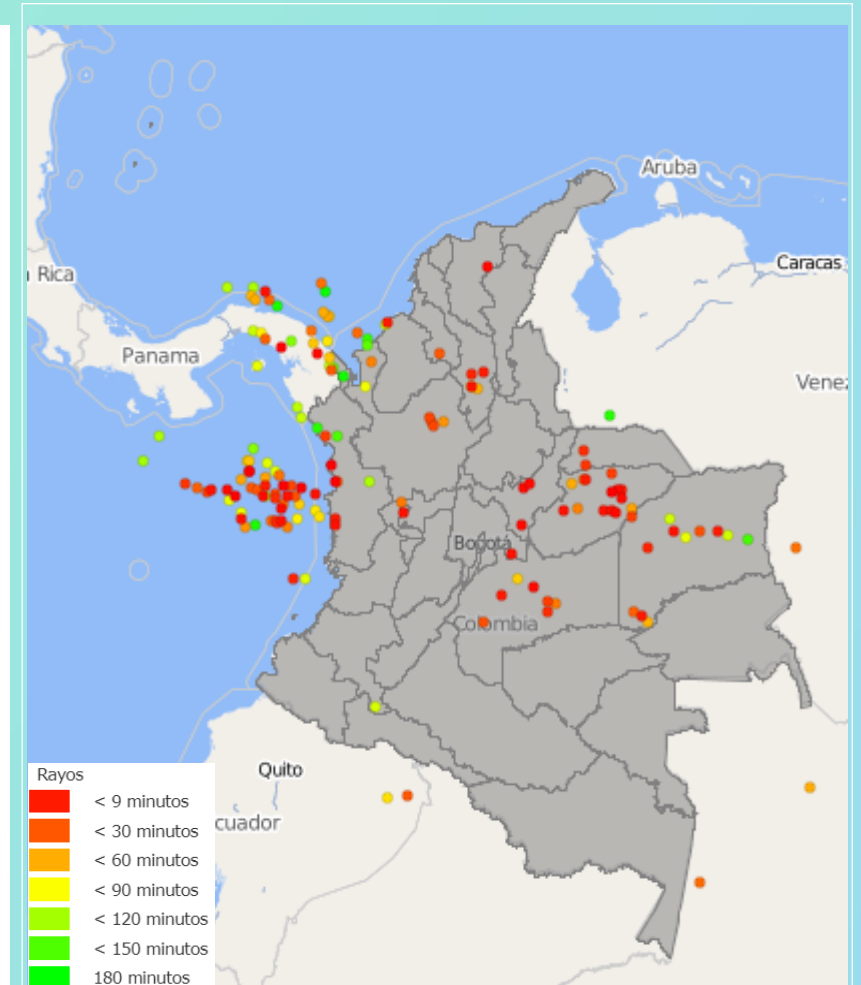 Aruba
Caracas
Rica
Panama
Venez
Bogotá
Colombia
Quito
cuador
Rayos
< 9 minutos
< 30 minutos
< 60 minutos
< 90 minutos
< 120 minutos
< 150 minutos
180 minutos